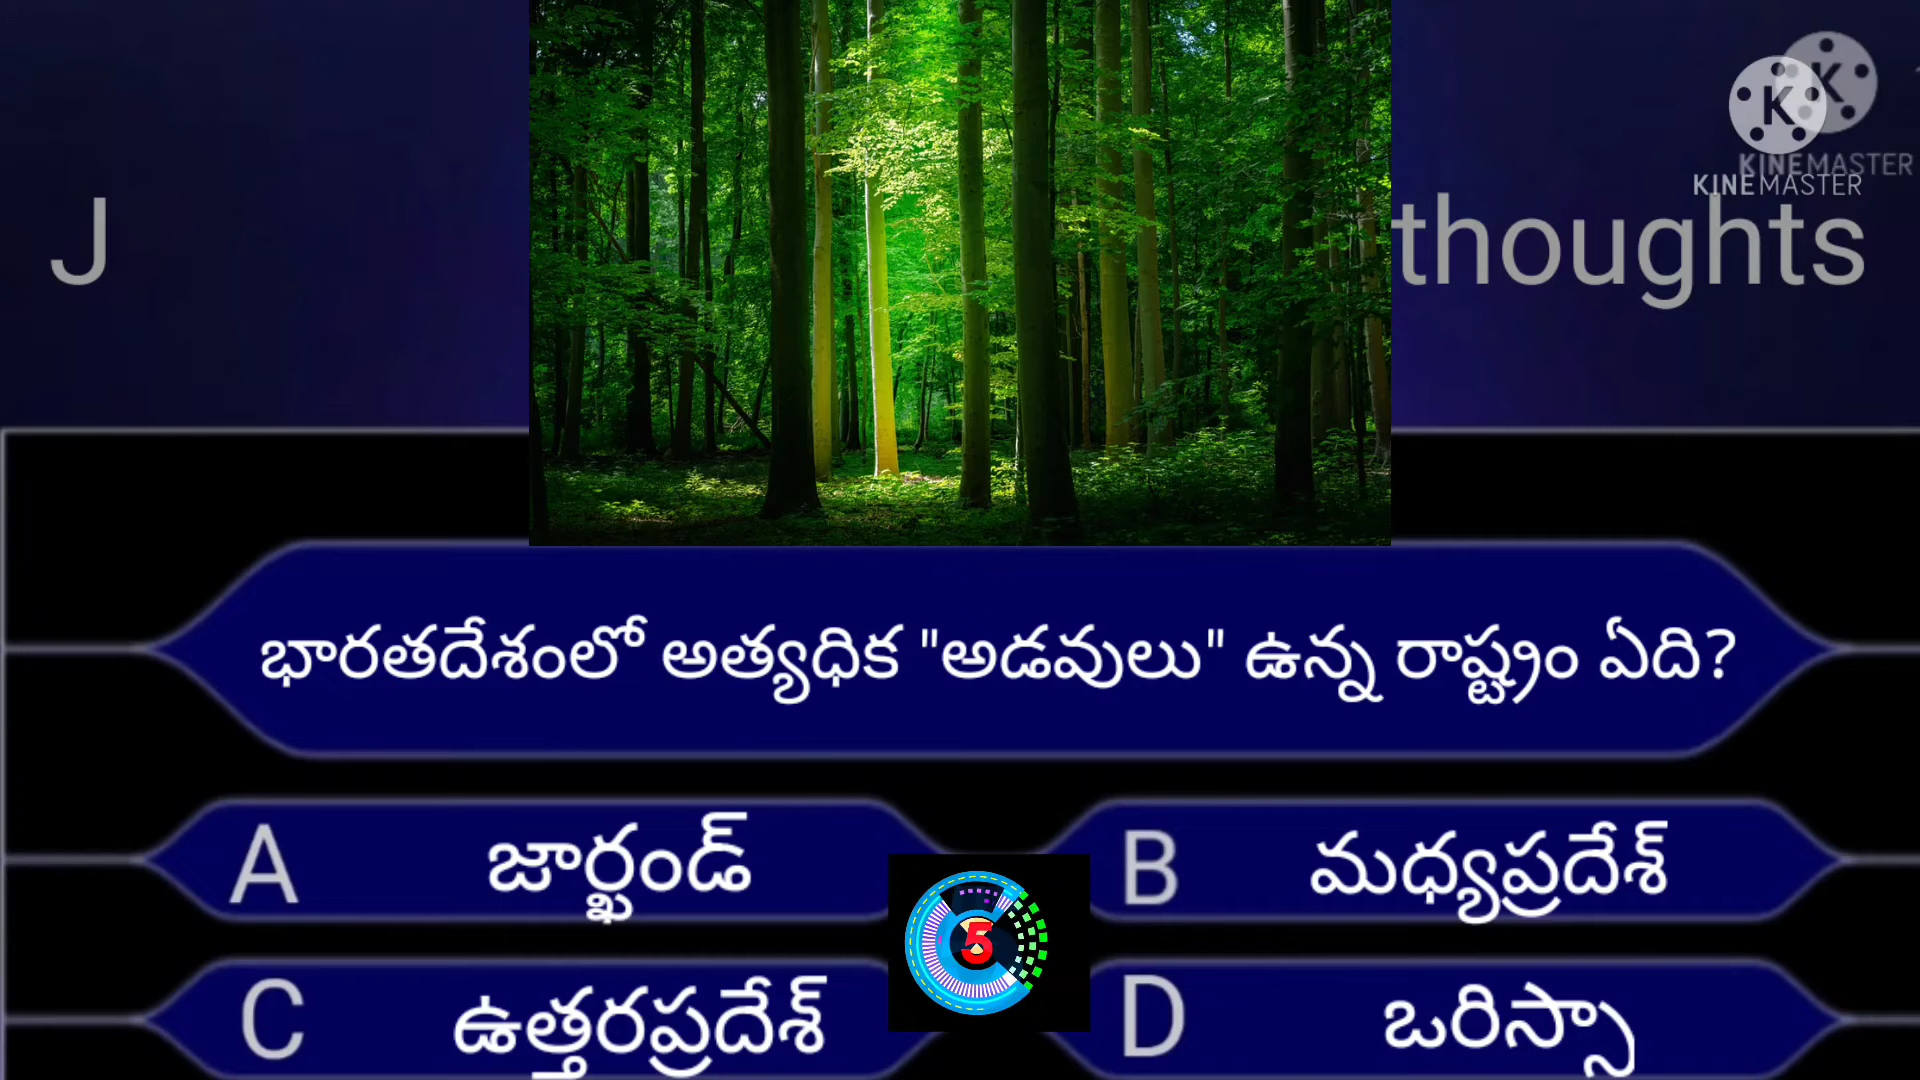 KINEMASTER
KINEMASTER
J
thoughts
భారతదేశంలో అత్యధిక "అడవులు" ఉన్న రాష్ట్రం ఏది?
A జార్ఖండ్
B మధ్యప్రదేశ్
5
C ఉత్తరప్రదేశ్
D ఒరిస్సా